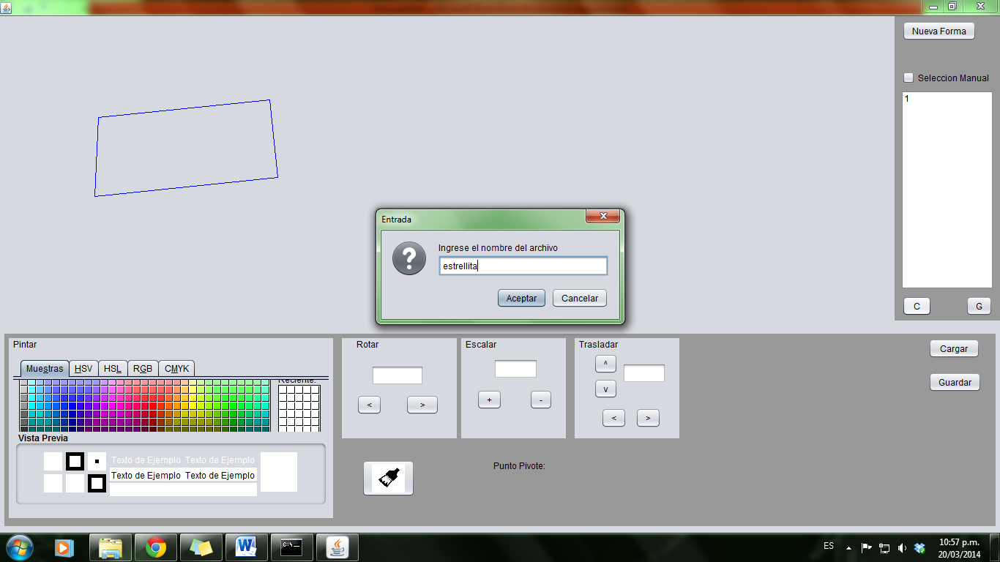 Nueva Forma
Seleccion Manual
1
Entrada
Ingrese el nombre del archivo
estrellita
Aceptar Cancelar
C G
Pintar
Muestras HSV HSL RGB CMYK
Reciente:
Vista Previa
Texto de Ejemplo Texto de Ejemplo
Texto de Ejemplo Texto de Ejemplo
Rotar
< >
Escalar
+ -
Trasladar
^
v
< >
Cargar
Guardar
Punto Pivote:
C:\
ES
10:57 p.m.
20/03/2014